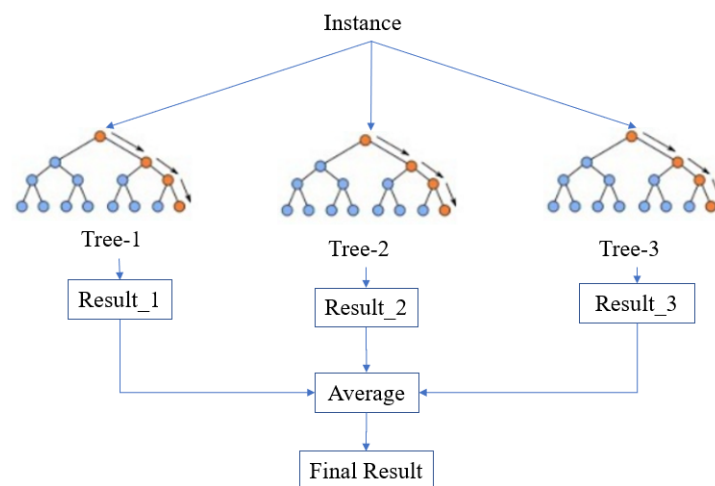 Instance
Tree-1
Tree-2
Tree-3
Result_1
Result_2
Result_3
Average
Final Result